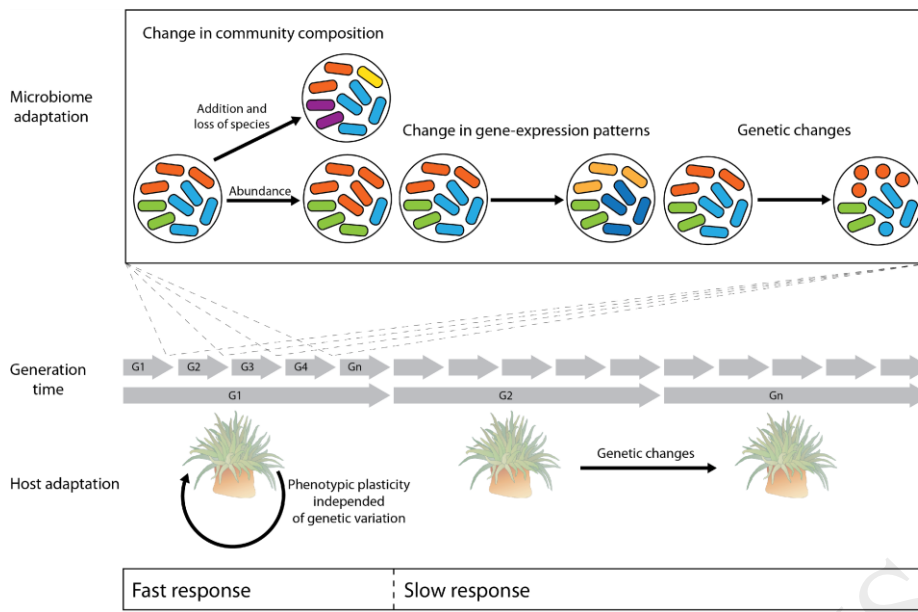 Change in community composition
Microbiome
adaptation
Addition and
loss of species
Change in gene-expression patterns
Genetic changes
Abundance
Generation
time
G1 G2 G3 G4 Gn
G1 G2 Gn
Host adaptation
Genetic changes
Phenotypic plasticity
independed
of genetic variation
Fast response
Slow response